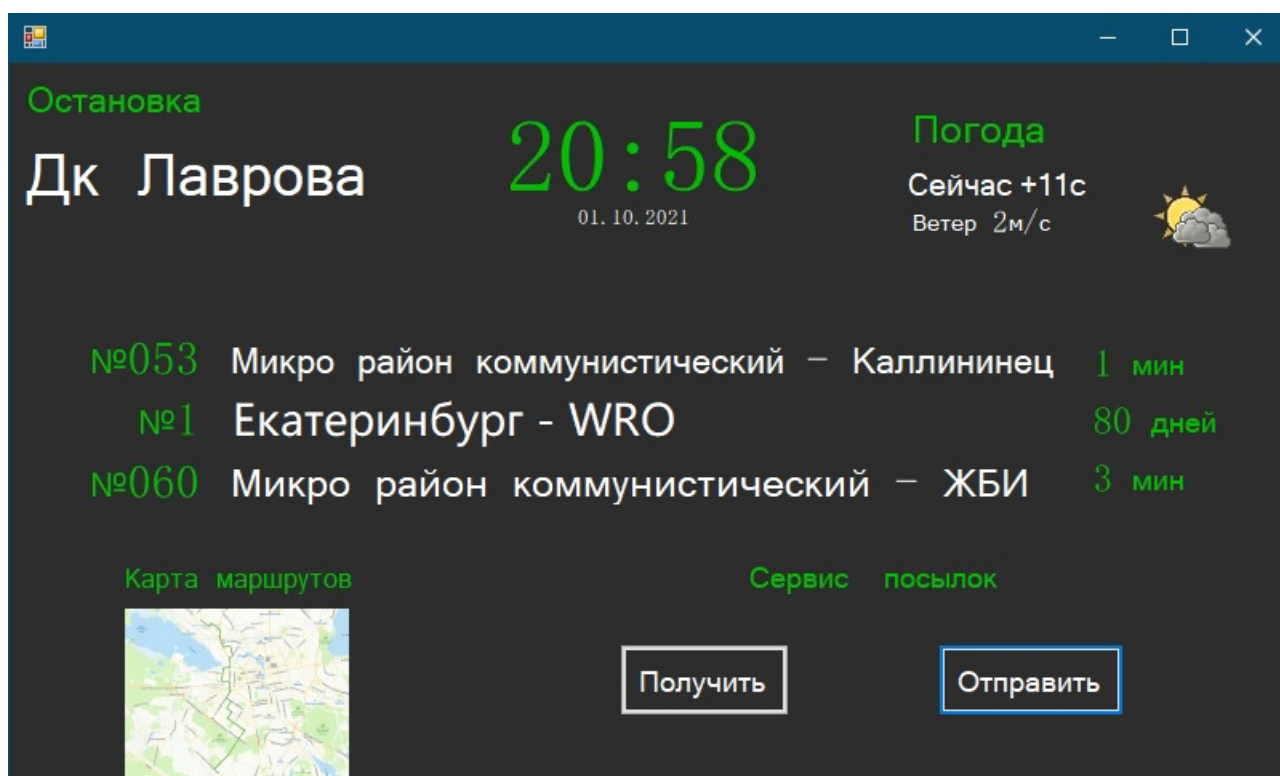 Остановка
Дк Лаврова
20:58
01.10.2021
Погода
Сейчас +11с
Ветер 2м/с
№053 Микро район коммунистический - Каллининец 1 мин
№1 Екатеринбург - WRO 80 дней
№060 Микро район коммунистический - ЖБИ 3 мин
Карта маршрутов
Сервис посылок
Получить
Отправить